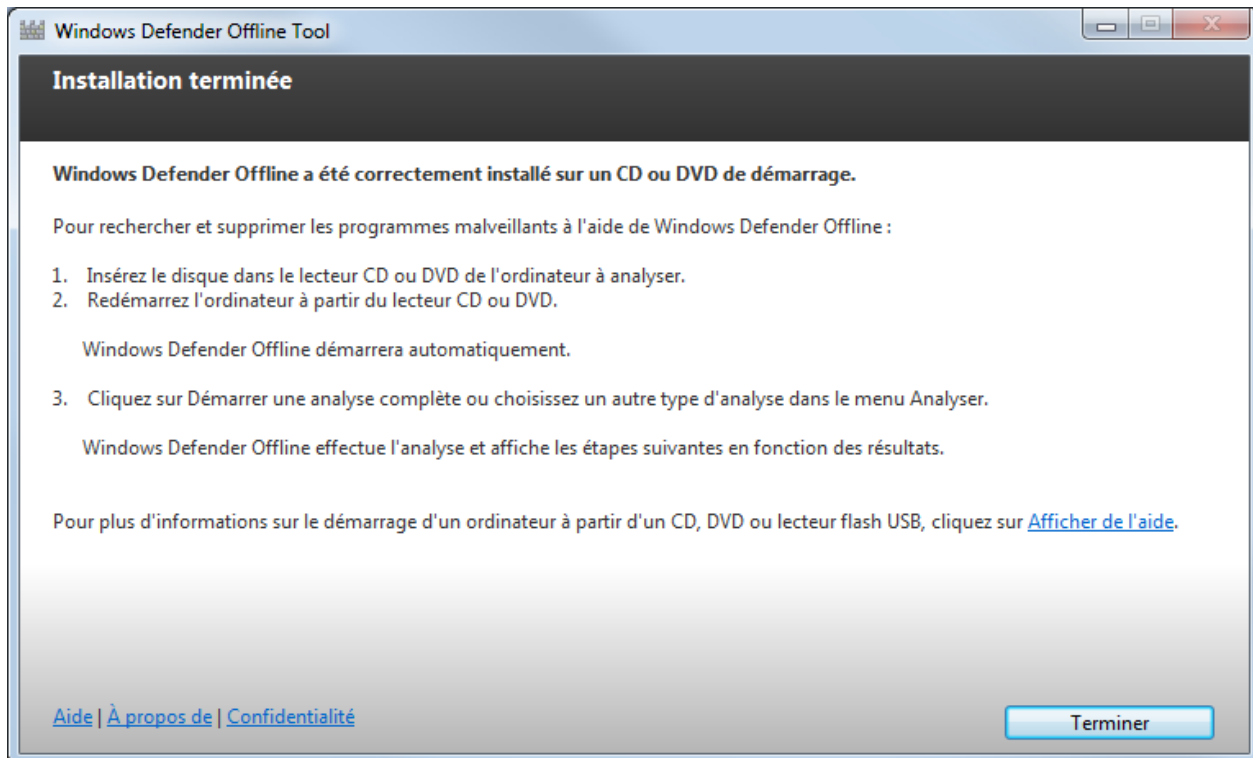 Windows Defender Offline Tool
Installation terminée
Windows Defender Offline a été correctement installé sur un CD ou DVD de démarrage.
Pour rechercher et supprimer les programmes malveillants à l'aide de Windows Defender Offline :
1. Insérez le disque dans le lecteur CD ou DVD de l'ordinateur à analyser.
2. Redémarrez l'ordinateur à partir du lecteur CD ou DVD.
Windows Defender Offline démarrera automatiquement.
3. Cliquez sur Démarrer une analyse complète ou choisissez un autre type d'analyse dans le menu Analyser.
Windows Defender Offline effectue l'analyse et affiche les étapes suivantes en fonction des résultats.
Pour plus d'informations sur le démarrage d'un ordinateur à partir d'un CD, DVD ou lecteur flash USB, cliquez sur Afficher de l'aide.
Aide | À propos de | Confidentialité
Terminer